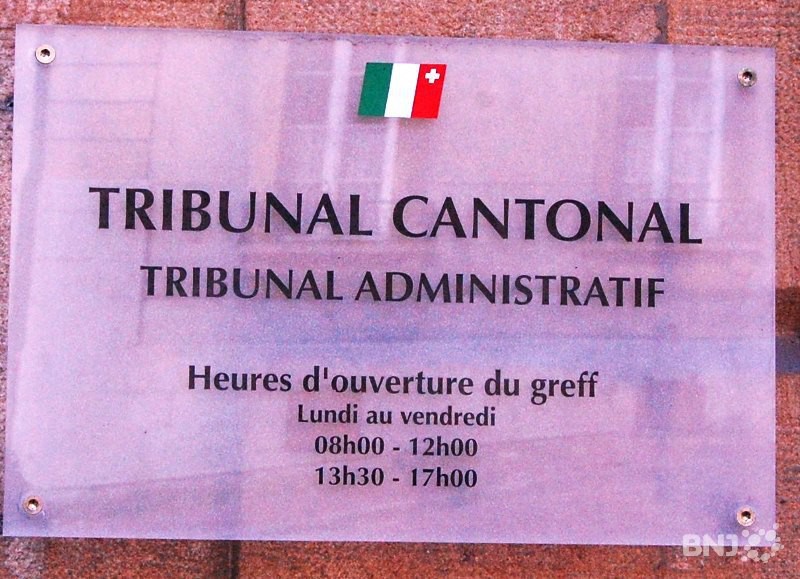 TRIBUNAL CANTONAL
TRIBUNAL ADMINISTRATIF
Heures d'ouverture du greff
Lundi au vendredi
08h00 - 12h00
13h30 - 17h00
BNJ